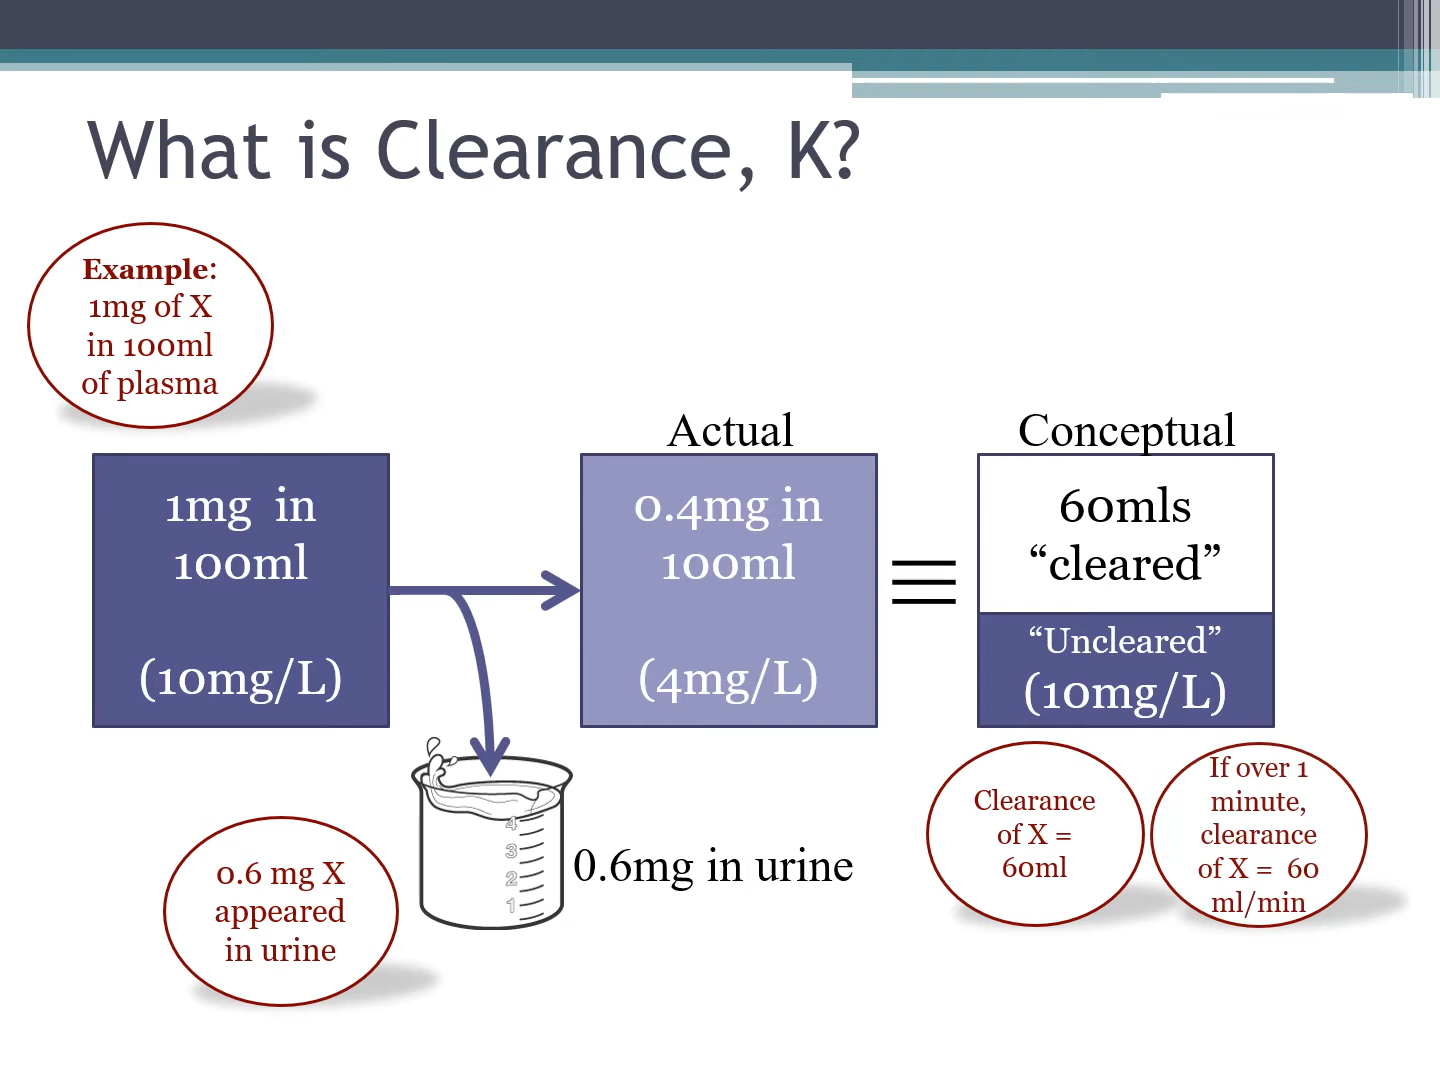 What is Clearance, K?
Example:
1mg of X
in 100ml
of plasma
Actual
Conceptual
1mg in
100ml
(10mg/L)
0.4mg in
100ml
(4mg/L)
60mls
“cleared”
“Uncleared”
(10mg/L)
4
3
2
1
0.6mg in urine
0.6 mg X
appeared
in urine
Clearance
of X =
60ml
If over 1
minute,
clearance
of X = 60
ml/min